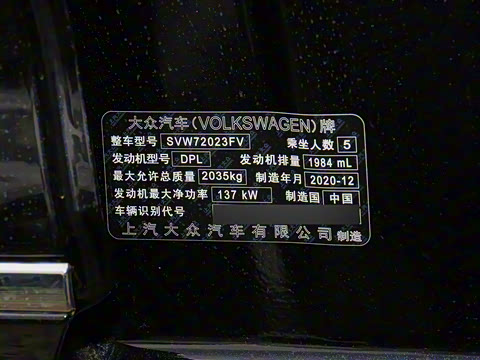 大众汽车(VOLKSWAGEN)牌
整车型号 SVW72023FV 乘坐人数 5
发动机型号 DPL 发动机排量 1984 mL
最大允许总质量 2035kg 制造年月 2020-12
发动机最大净功率 137 kW 制造国 中国
车辆识别代号
上汽大众汽车有限公司 制造